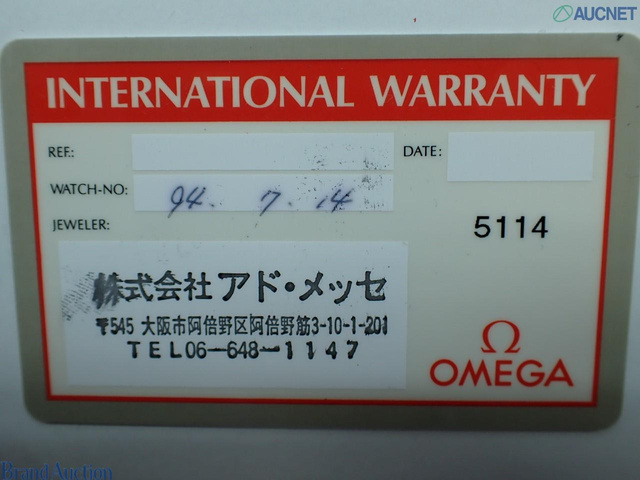 AUCNET
INTERNATIONAL WARRANTY
REF.:
DATE:
WATCH-NO:
94. 7. 14
JEWELER:
5114
株式会社 アド・メッセ
〒545 大阪市阿倍野区阿倍野筋3-10-1-201
TEL06-648-1147
Ω
OMEGA
Brand Auction